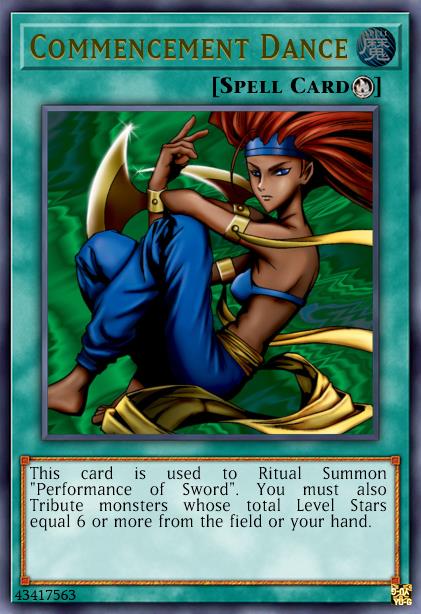 COMMENCEMENT DANCE
魔
[SPELL CARD]
This card is used to Ritual Summon
"Performance of Sword". You must also
Tribute monsters whose total Level Stars
equal 6 or more from the field or your hand.
43417563